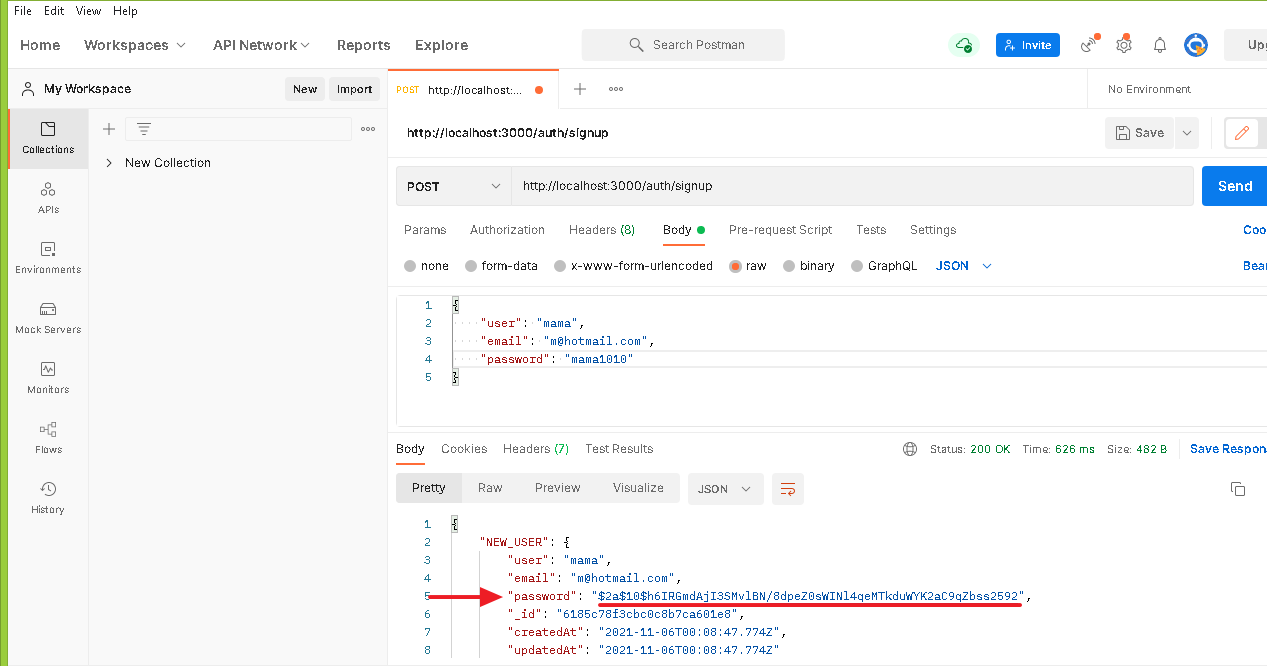 File Edit View Help
Home Workspaces API Network Reports Explore Search Postman Invite Upg
My Workspace New Import POST http://localhost:... ooo No Environment
Collections
APIs
Environments
Mock Servers
Monitors
Flows
History
ooo
New Collection
http://localhost:3000/auth/signup Save
POST http://localhost:3000/auth/signup Send
Params Authorization Headers (8) Body Pre-request Script Tests Settings Coo
none form-data x-www-form-urlencoded raw binary GraphQL JSON Bear
1 {
2 "user": "mama",
3 "email": "m@hotmail.com",
4 "password": "mama1010"
5 }
Body Cookies Headers (7) Test Results Status: 200 OK Time: 626 ms Size: 482 B Save Respon
Pretty Raw Preview Visualize JSON
1 {
2 "NEW_USER": {
3 "user": "mama",
4 "email": "m@hotmail.com",
5 "password": "$2a$10$h6IRGmdAjI3SMvlBN/8dpeZ0sWINl4qeMTkduWYK2aC9qZbss2592",
6 "_id": "6185c78f3cbc0c8b7ca601e8",
7 "createdAt": "2021-11-06T00:08:47.774Z",
8 "updatedAt": "2021-11-06T00:08:47.774Z"